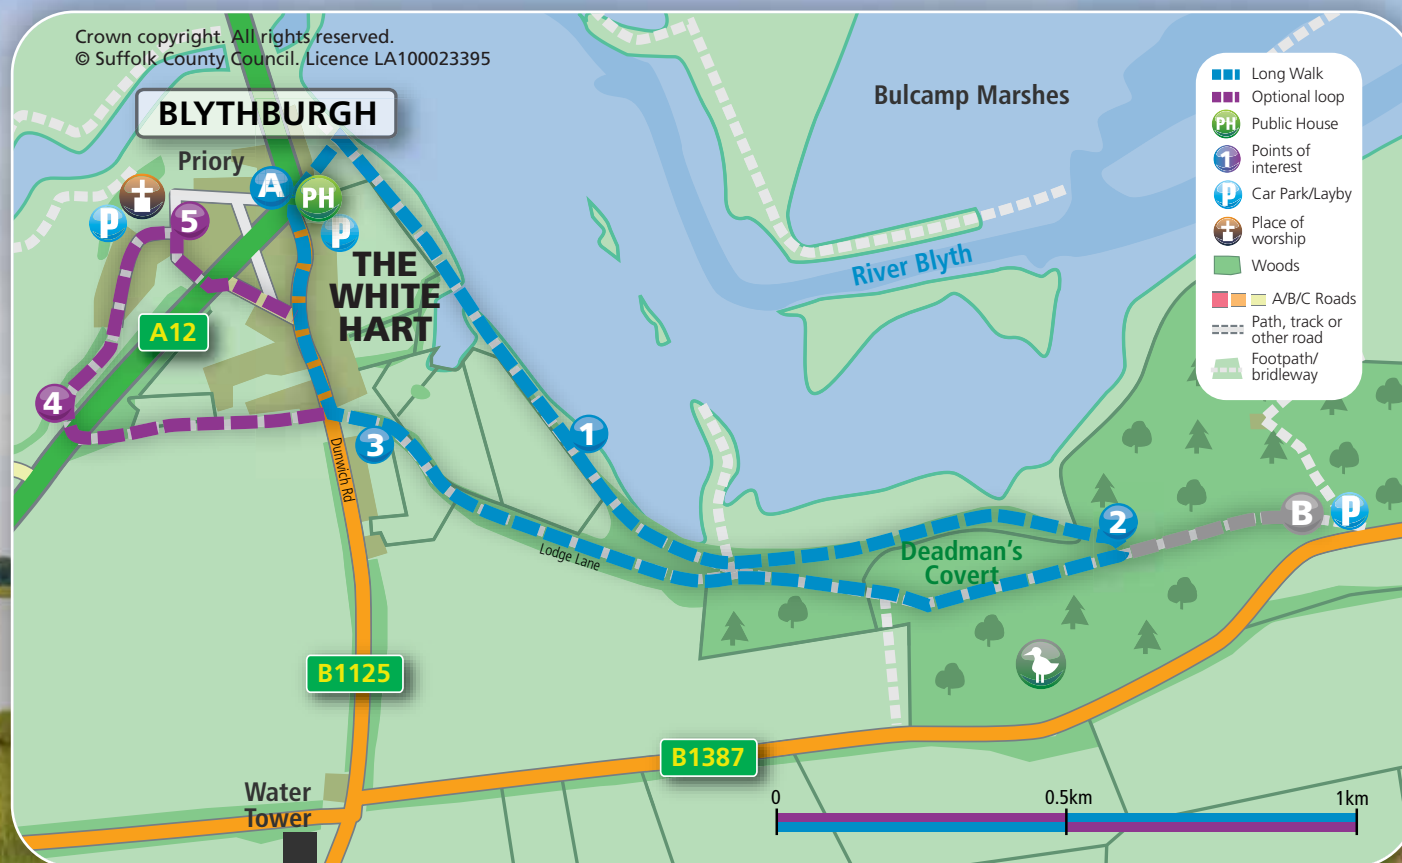 Crown copyright. All rights reserved.
© Suffolk County Council. Licence LA100023395
BLYTHBURGH
Priory
A
PH
P
P
5
THE
WHITE
HART
A12
4
3
Dunwich Rd
1
Lodge Lane
Bulcamp Marshes
River Blyth
2
Deadman's
Covert
B
P
B1125
B1387
Water
Tower
0
0.5km
1km
Long Walk
Optional loop
PH
Public House
1
Points of
interest
P
Car Park/Layby
Place of
worship
Woods
A/B/C Roads
Path, track or
other road
Footpath/
bridleway